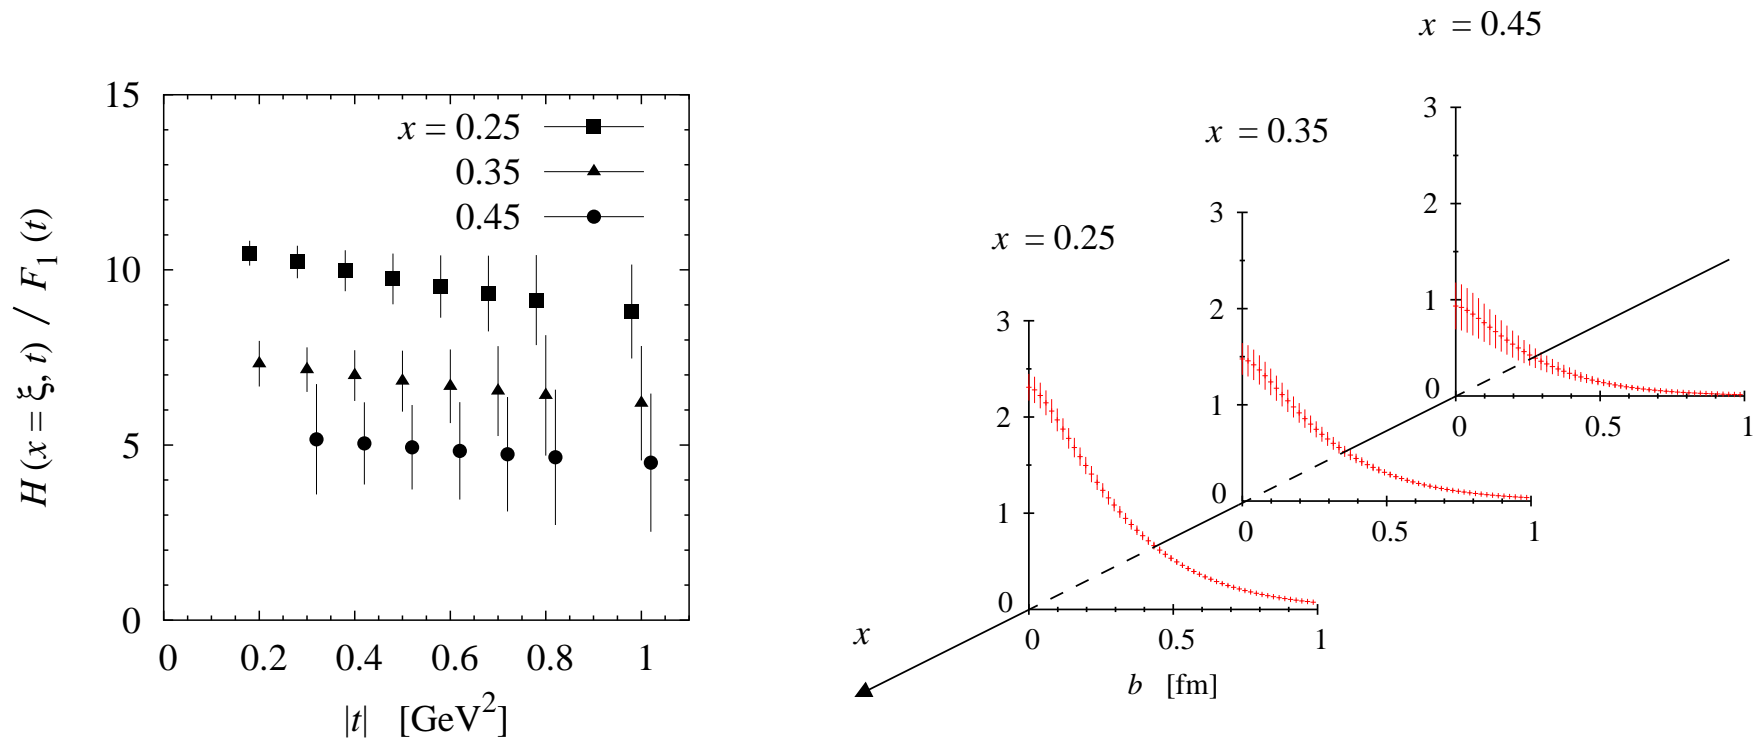 H (x = ξ, t) / F1 (t)
15
10
5
0
x = 0.25
0.35
0.45
0 0.2 0.4 0.6 0.8 1
|t| [GeV2]
x = 0.25
3
2
1
0
0 0.5 1
b [fm]
x
x = 0.35
3
2
1
0
0 0.5 1
x = 0.45
3
2
1
0
0 0.5 1